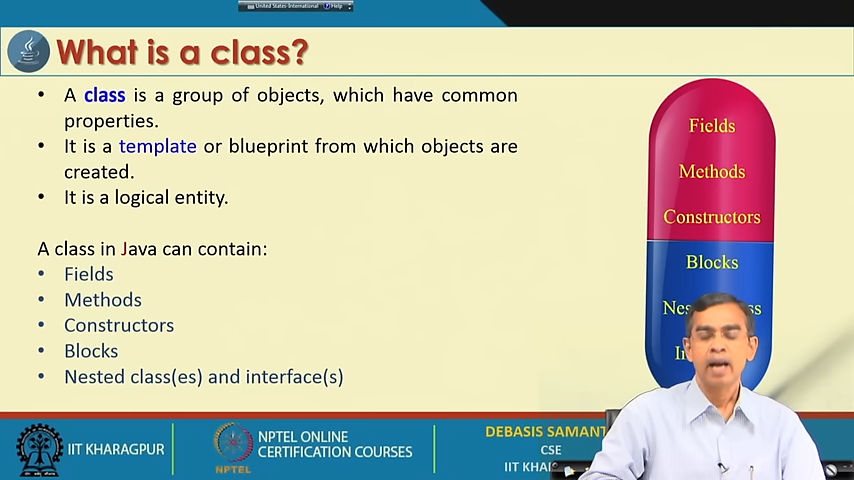 United States-International Help
What is a class?
• A class is a group of objects, which have common
properties.
• It is a template or blueprint from which objects are
created.
• It is a logical entity.
A class in Java can contain:
• Fields
• Methods
• Constructors
• Blocks
• Nested class(es) and interface(s)
Fields
Methods
Constructors
Blocks
IIT KHARAGPUR
NPTEL
NPTEL ONLINE
CERTIFICATION COURSES
DEBASIS SAMANT
CSE
IIT KHA